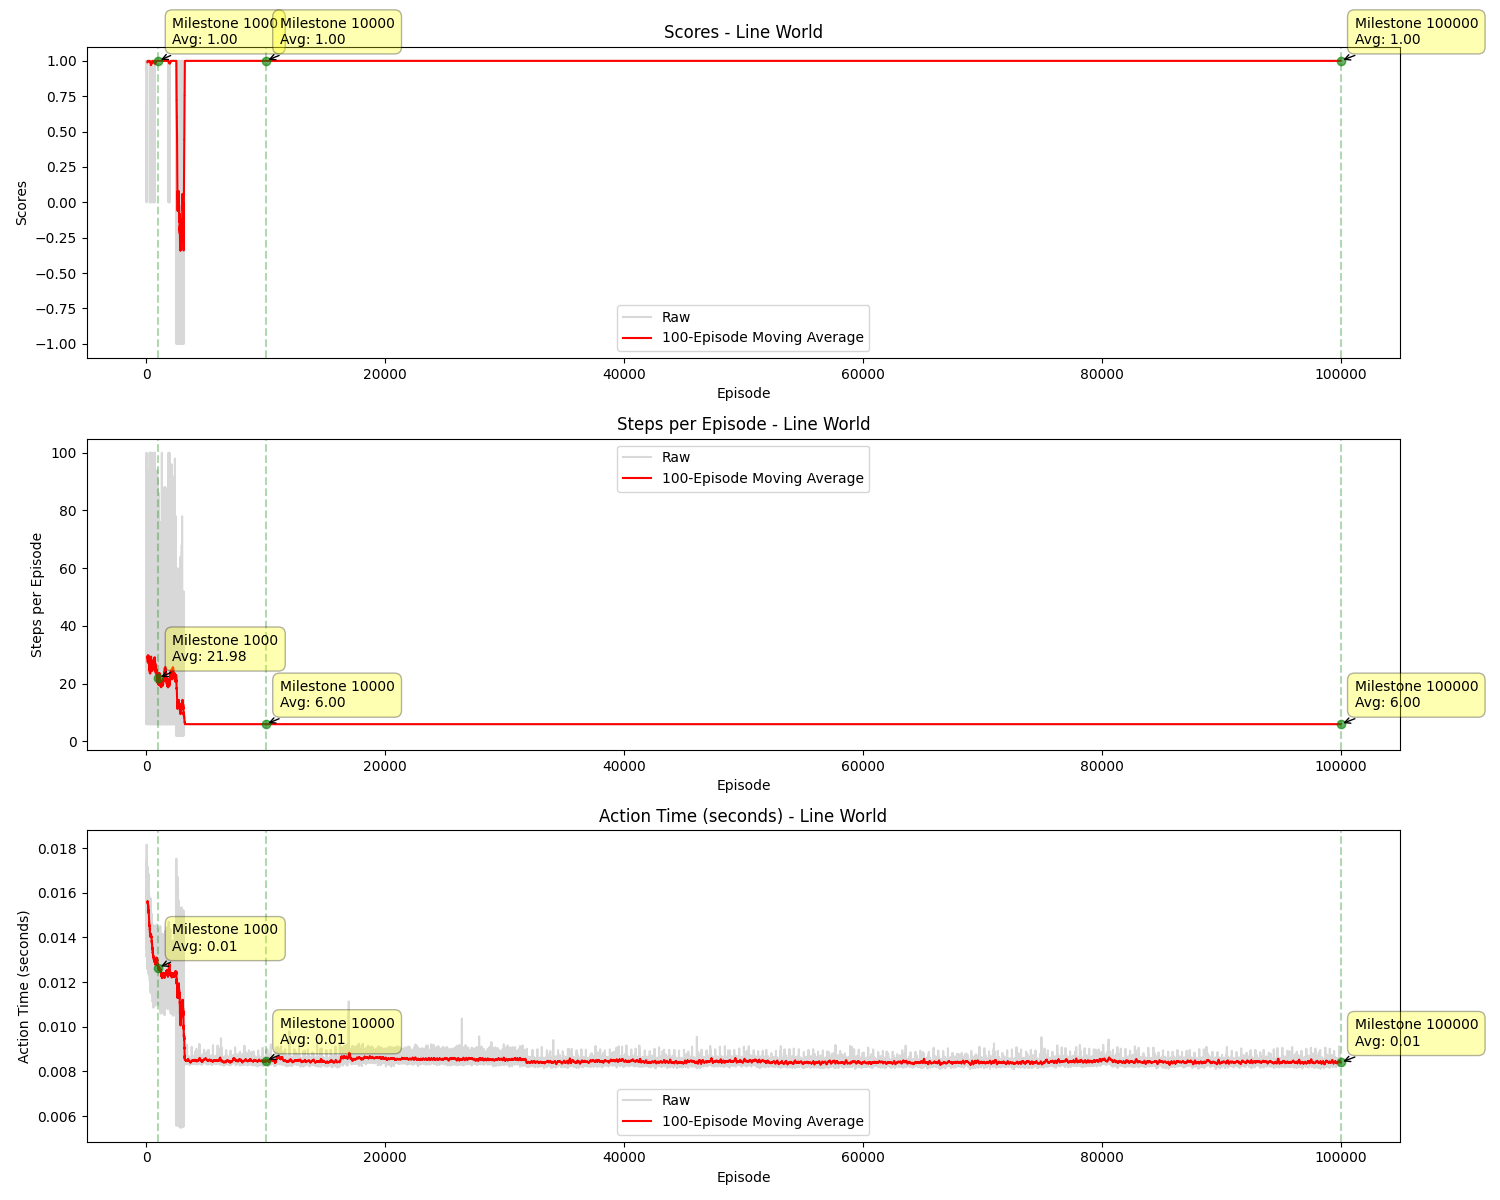 Scores - Line World
Milestone 1000
Avg: 1.00
Milestone 10000
Avg: 1.00
Milestone 100000
Avg: 1.00
Scores
1.00
0.75
0.50
0.25
0.00
−0.25
−0.50
−0.75
−1.00
Raw
100-Episode Moving Average
0
20000
40000
60000
80000
100000
Episode
Steps per Episode - Line World
Steps per Episode
100
80
60
40
20
0
Raw
100-Episode Moving Average
Milestone 1000
Avg: 21.98
Milestone 10000
Avg: 6.00
Milestone 100000
Avg: 6.00
0
20000
40000
60000
80000
100000
Episode
Action Time (seconds) - Line World
Action Time (seconds)
0.018
0.016
0.014
0.012
0.010
0.008
0.006
Milestone 1000
Avg: 0.01
Milestone 10000
Avg: 0.01
Milestone 100000
Avg: 0.01
Raw
100-Episode Moving Average
0
20000
40000
60000
80000
100000
Episode